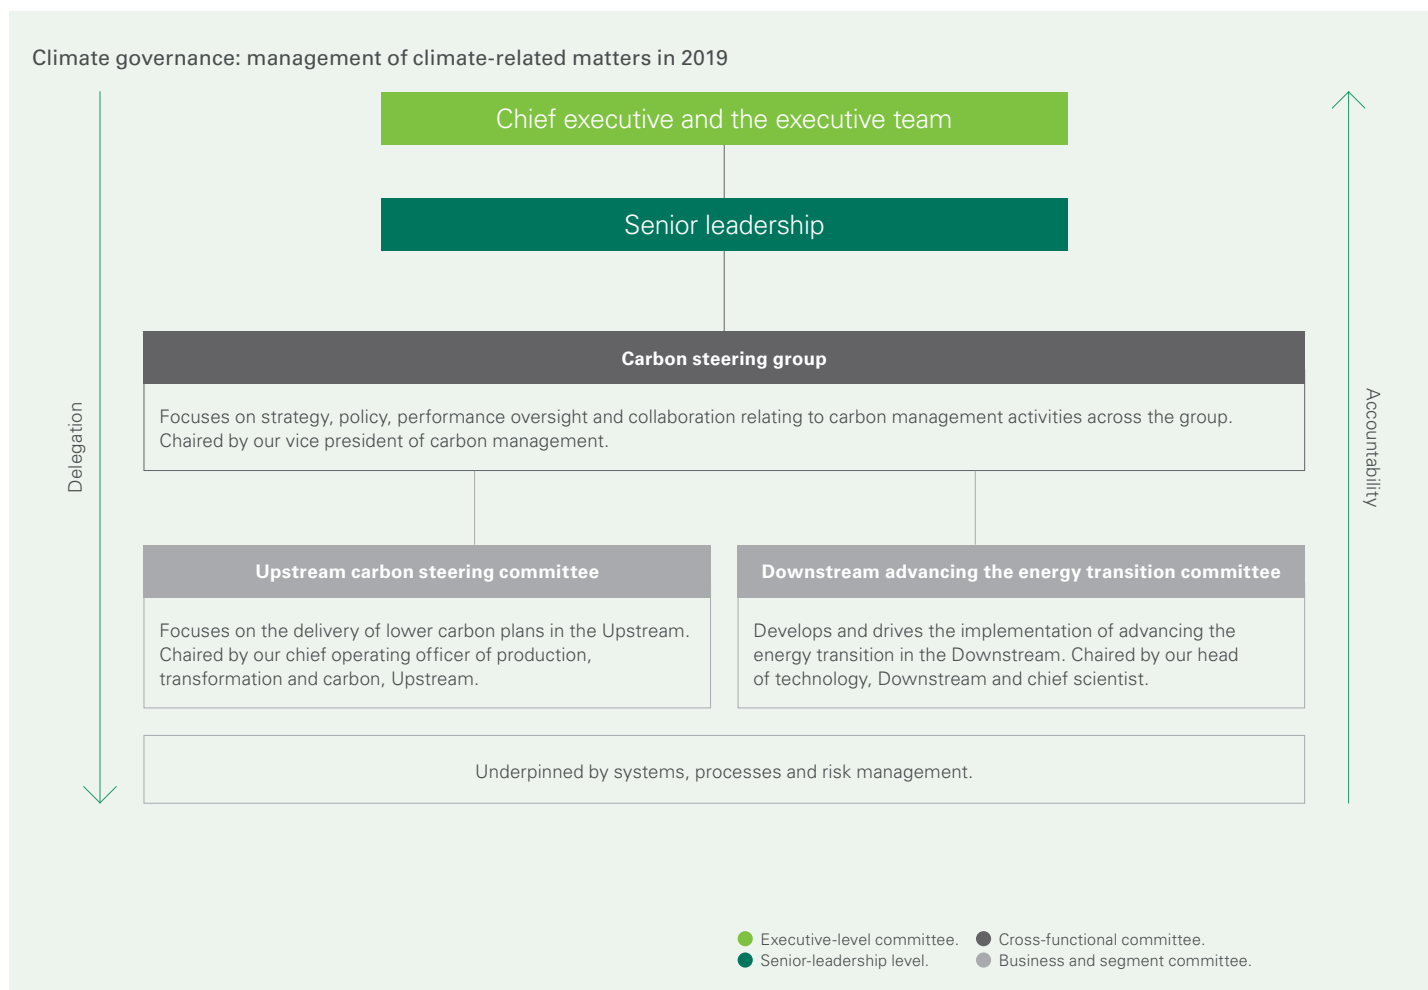 Climate governance: management of climate-related matters in 2019
Chief executive and the executive team
Senior leadership
Carbon steering group
Focuses on strategy, policy, performance oversight and collaboration relating to carbon management activities across the group.
Chaired by our vice president of carbon management.
Delegation
Accountability
Upstream carbon steering committee
Focuses on the delivery of lower carbon plans in the Upstream.
Chaired by our chief operating officer of production,
transformation and carbon, Upstream.
Downstream advancing the energy transition committee
Develops and drives the implementation of advancing the
energy transition in the Downstream. Chaired by our head
of technology, Downstream and chief scientist.
Underpinned by systems, processes and risk management.
Executive-level committee.
Senior-leadership level.
Cross-functional committee.
Business and segment committee.